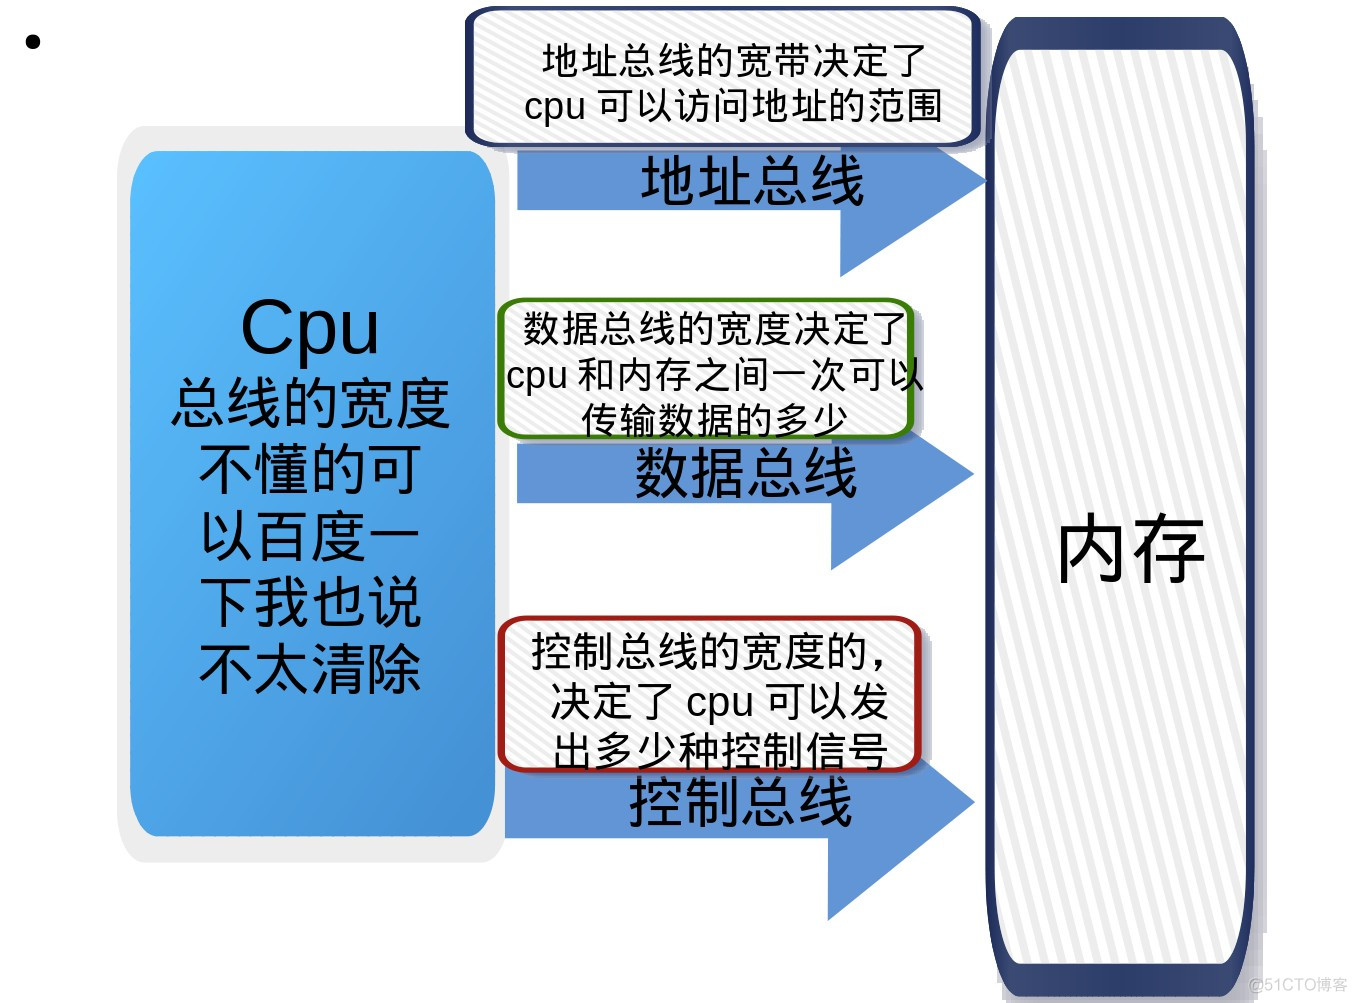 地址总线的宽带决定了
cpu 可以访问地址的范围
地址总线
Cpu
总线的宽度
不懂的可
以百度一
下我也说
不太清除
数据总线的宽度决定了
cpu 和内存之间一次可以
传输数据的多少
数据总线
控制总线的宽度的，
决定了 cpu 可以发
出多少种控制信号
控制总线
内存
@51CTO博客